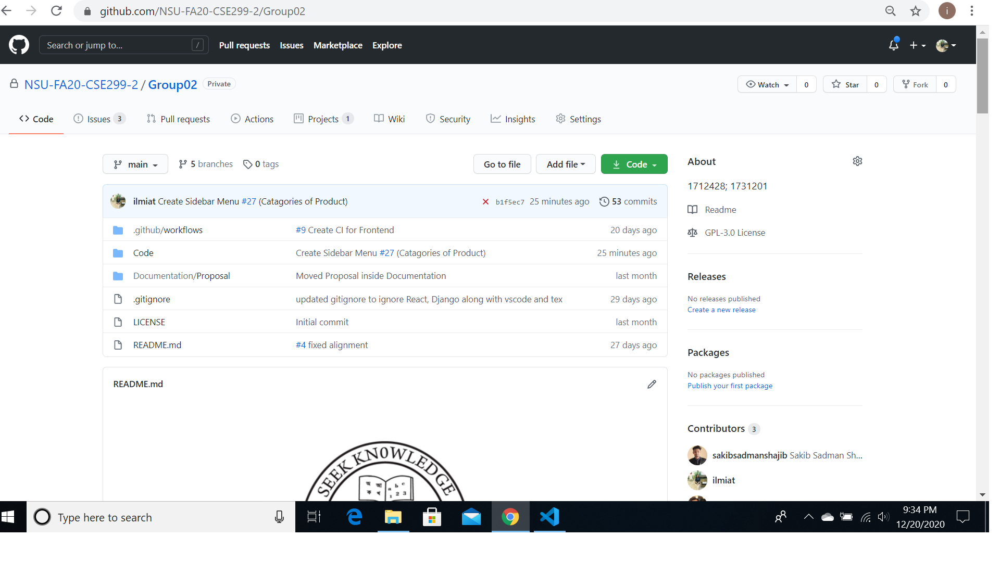 github.com/NSU-FA20-CSE299-2/Group02
i
Search or jump to...
/
Pull requests Issues Marketplace Explore
NSU-FA20-CSE299-2 / Group02 Private
Watch 0 Star 0 Fork 0
Code Issues 3 Pull requests Actions Projects 1 Wiki Security Insights Settings
main 5 branches 0 tags Go to file Add file Code
ilmiat Create Sidebar Menu #27 (Catagories of Product) b1f5ec7 25 minutes ago 53 commits
.github/workflows #9 Create CI for Frontend 20 days ago
Code Create Sidebar Menu #27 (Catagories of Product) 25 minutes ago
Documentation/Proposal Moved Proposal inside Documentation last month
.gitignore updated gitignore to ignore React, Django along with vscode and tex 29 days ago
LICENSE Initial commit last month
README.md #4 fixed alignment 27 days ago
README.md
SEEK KN0WLEDGE
অ আ a b c
ক খ 1 2 3
About
1712428; 1731201
Readme
GPL-3.0 License
Releases
No releases published
Create a new release
Packages
No packages published
Publish your first package
Contributors 3
sakibsadmanshajib Sakib Sadman Sh...
ilmiat
Type here to search
9:34 PM
12/20/2020